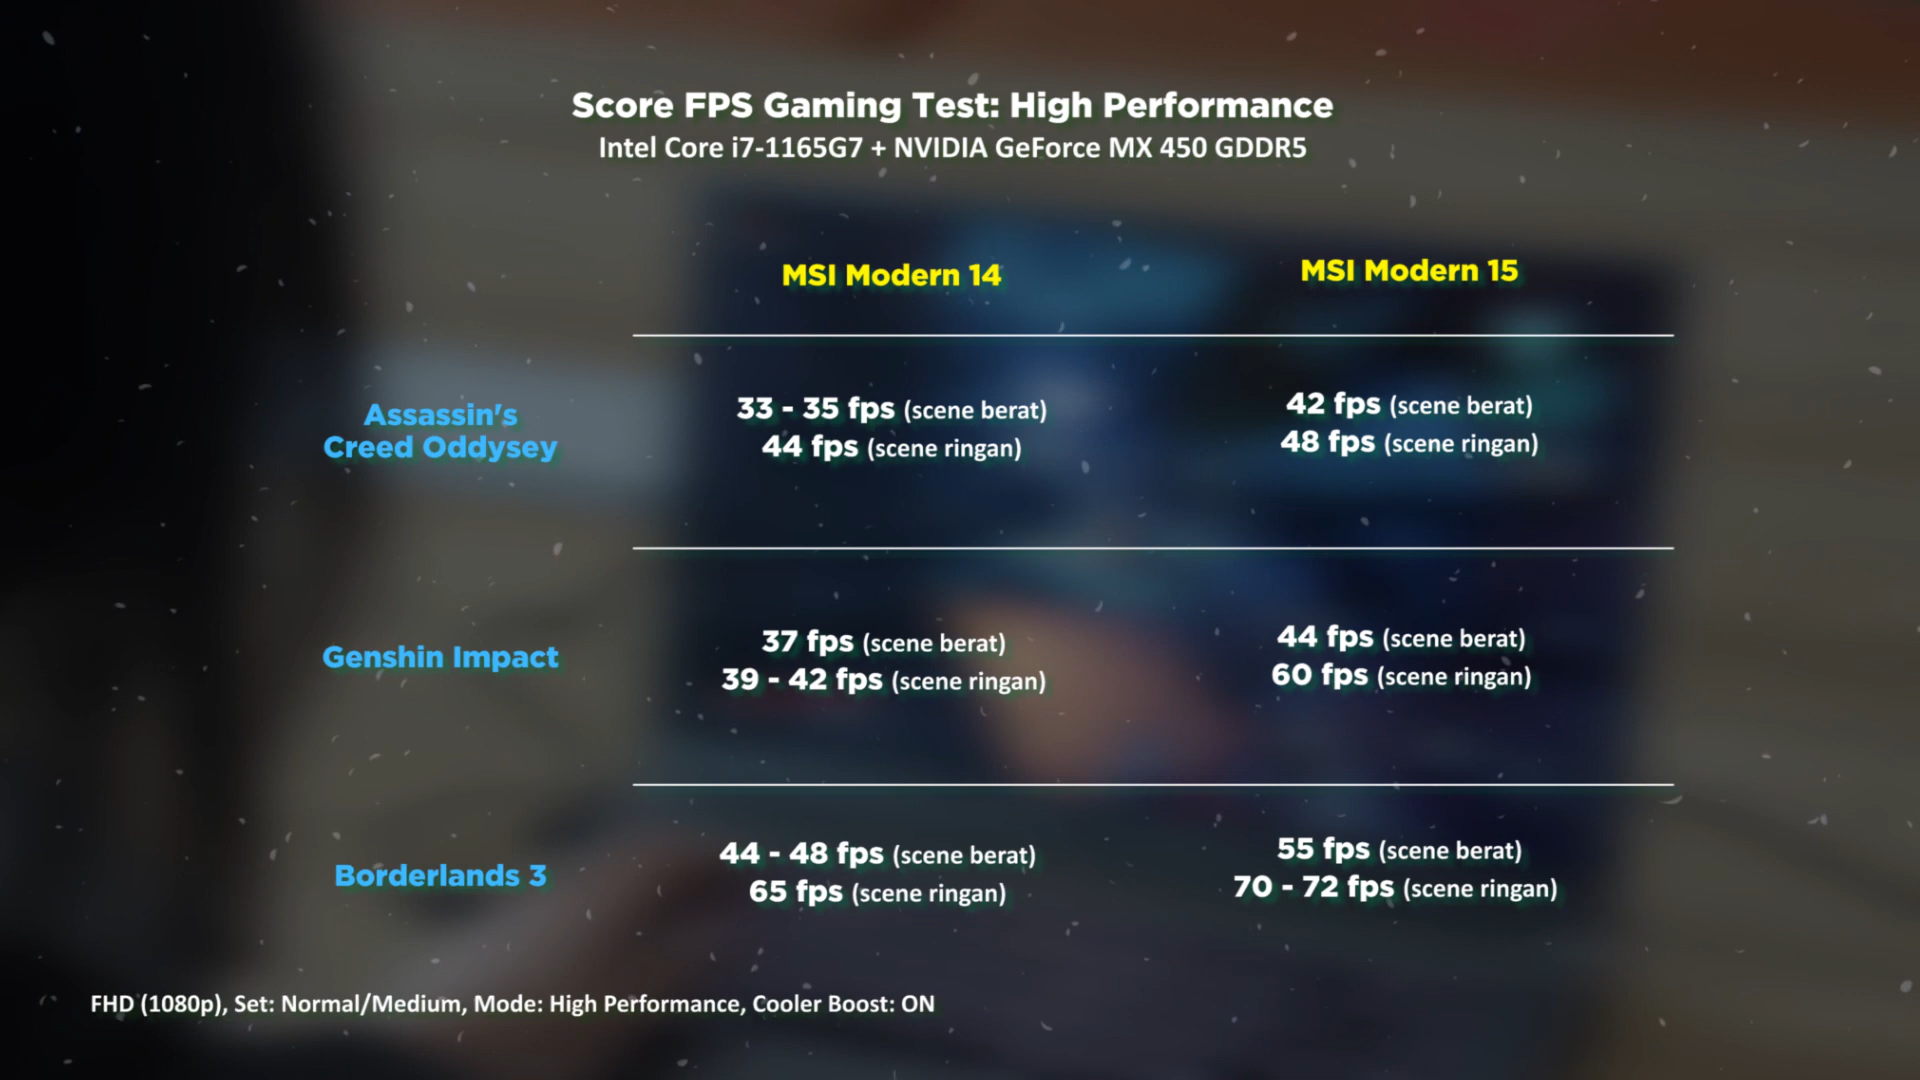 Score FPS Gaming Test: High Performance
Intel Core i7-1165G7 + NVIDIA GeForce MX 450 GDDR5
MSI Modern 14
MSI Modern 15
Assassin's
Creed Oddysey
33 - 35 fps (scene berat)
44 fps (scene ringan)
42 fps (scene berat)
48 fps (scene ringan)
Genshin Impact
37 fps (scene berat)
39 - 42 fps (scene ringan)
44 fps (scene berat)
60 fps (scene ringan)
Borderlands 3
44 - 48 fps (scene berat)
65 fps (scene ringan)
55 fps (scene berat)
70 - 72 fps (scene ringan)
FHD (1080p), Set: Normal/Medium, Mode: High Performance, Cooler Boost: ON